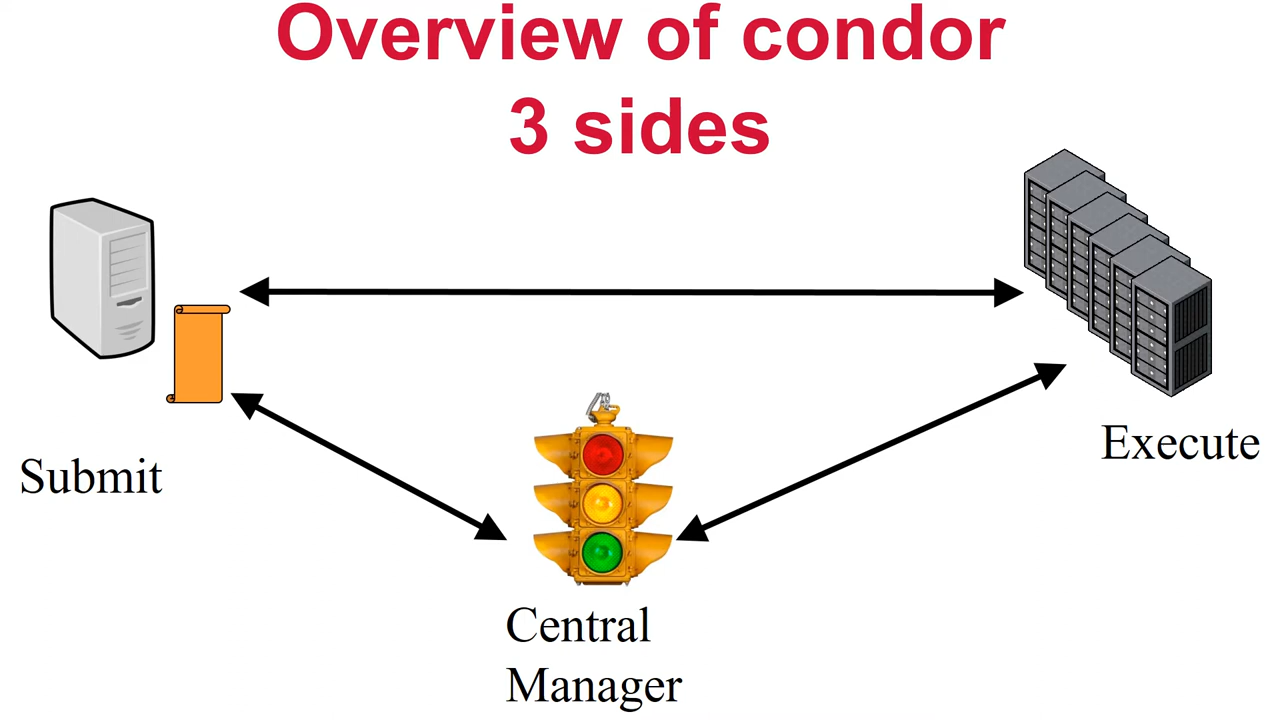 Overview of condor
3 sides
Submit
Execute
Central
Manager